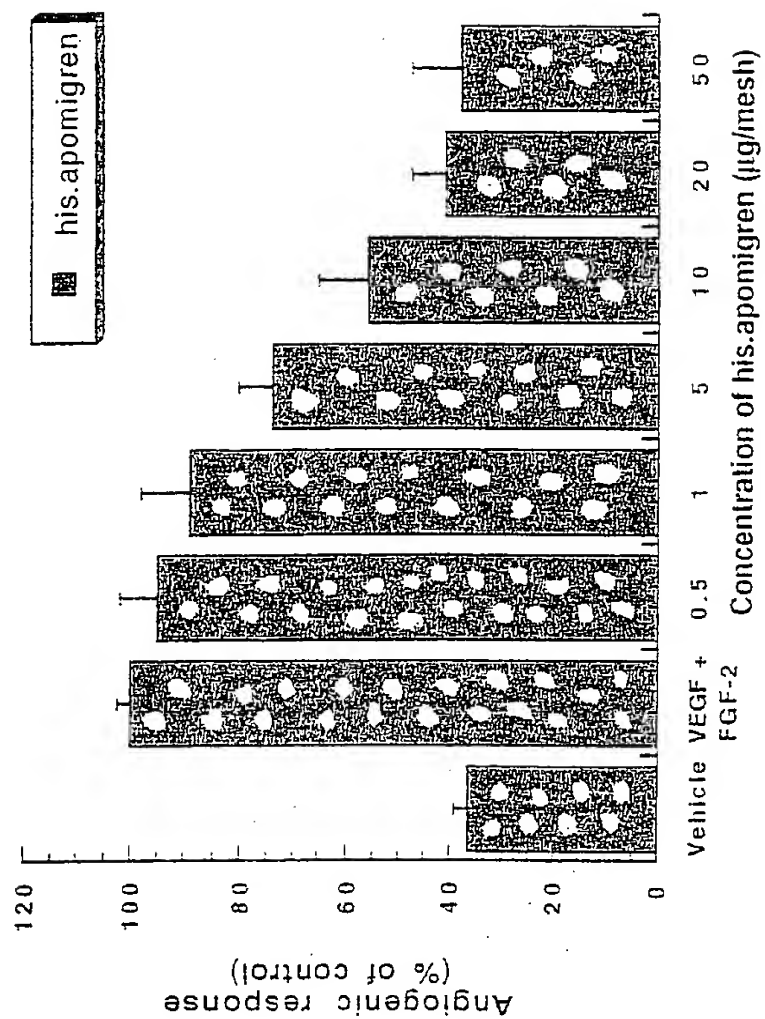 his.apomigren
Angiogenic response
(% of control)
120
100
80
60
40
20
0
Vehicle VEGF + 0.5 1 5 10 20 50
FGF-2
Concentration of his.apomigren (µg/mesh)